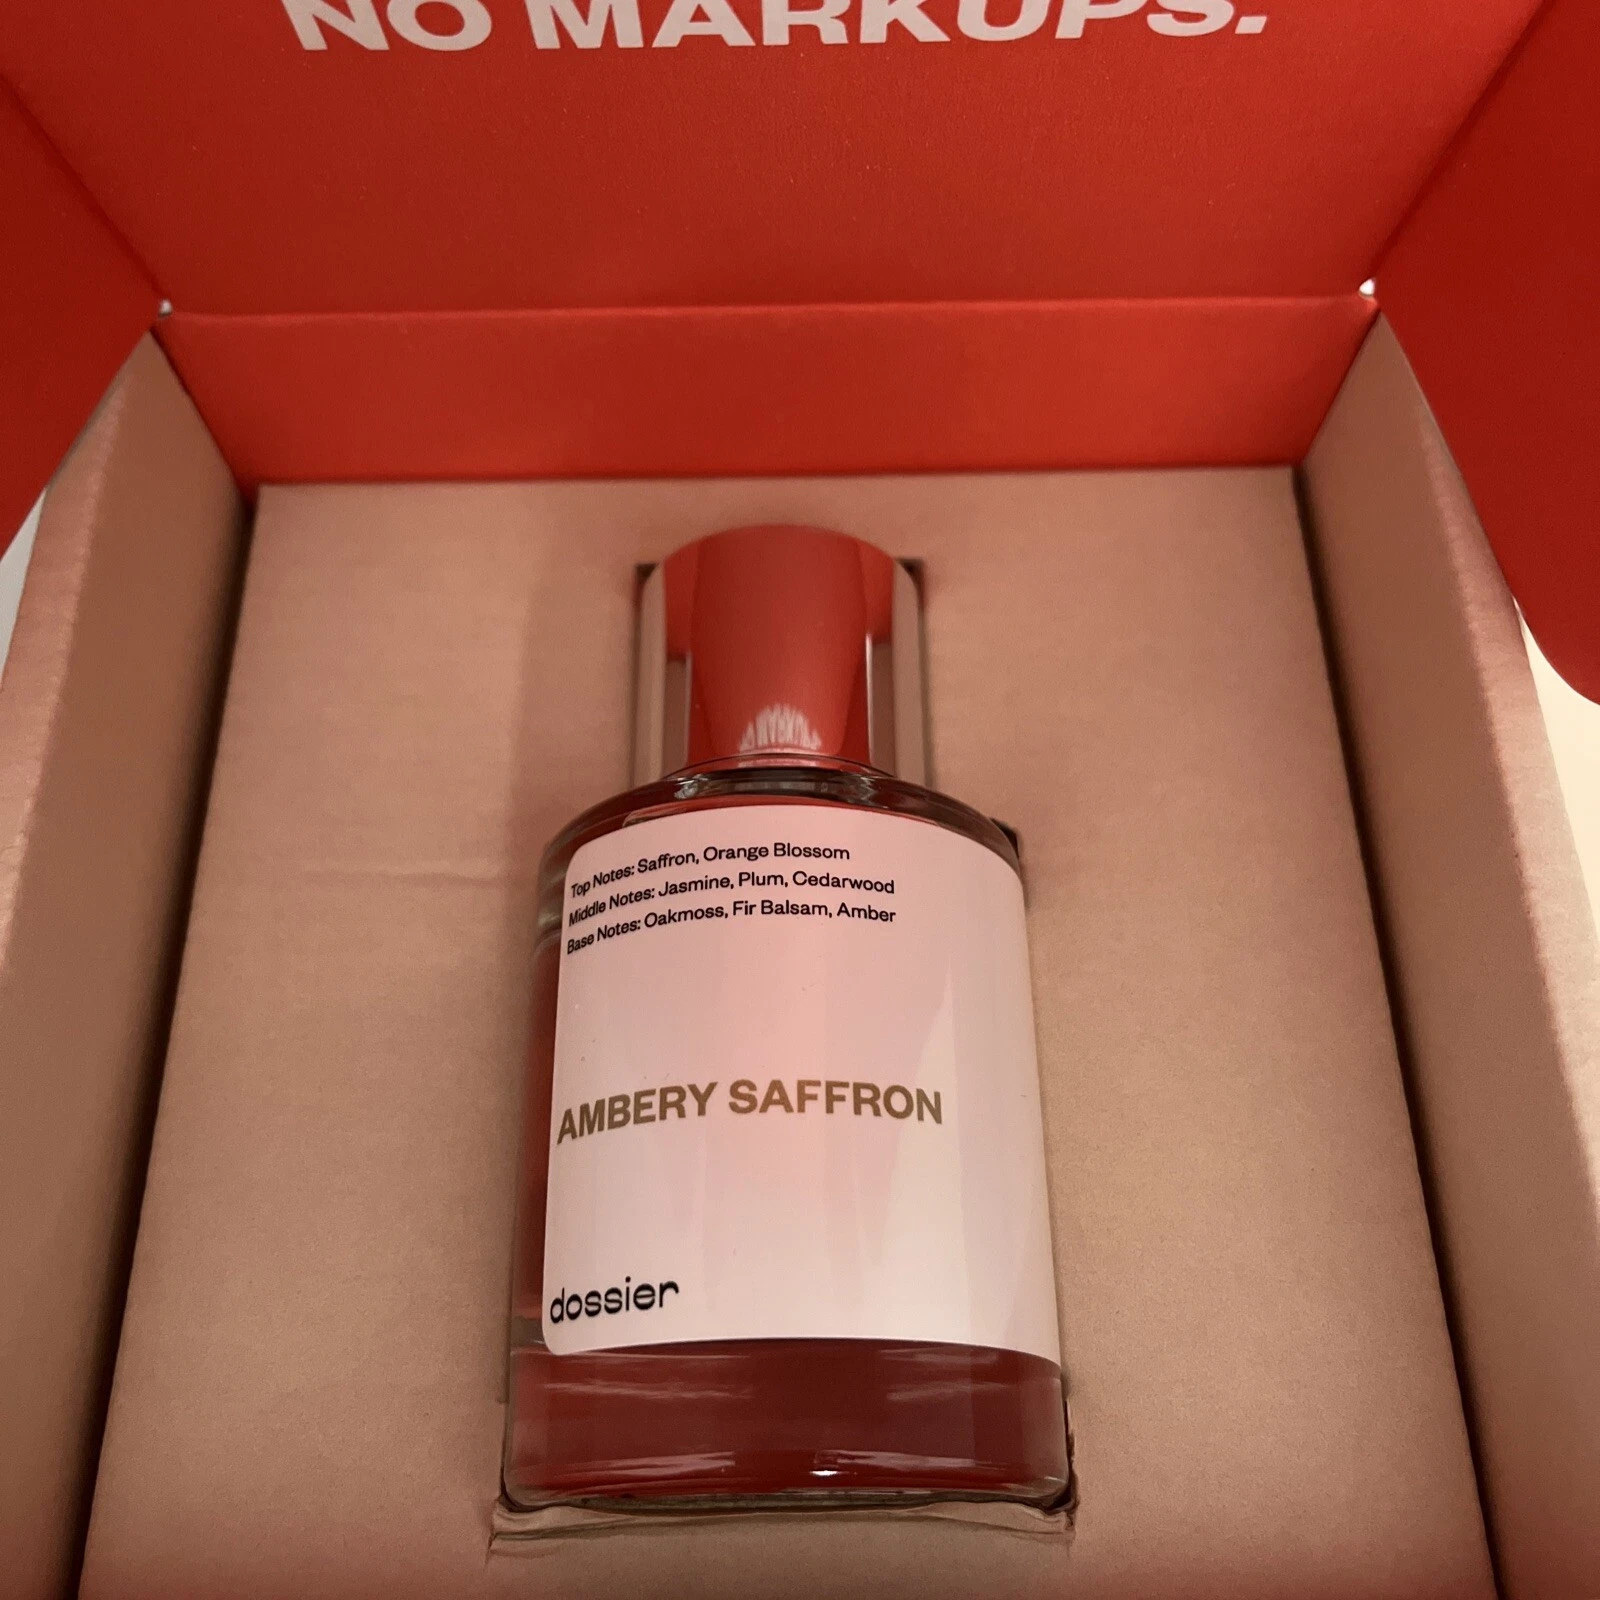 NO MARKUPS.
Top Notes: Saffron, Orange Blossom
Middle Notes: Jasmine, Plum, Cedarwood
Base Notes: Oakmoss, Fir Balsam, Amber
AMBERY SAFFRON
dossier